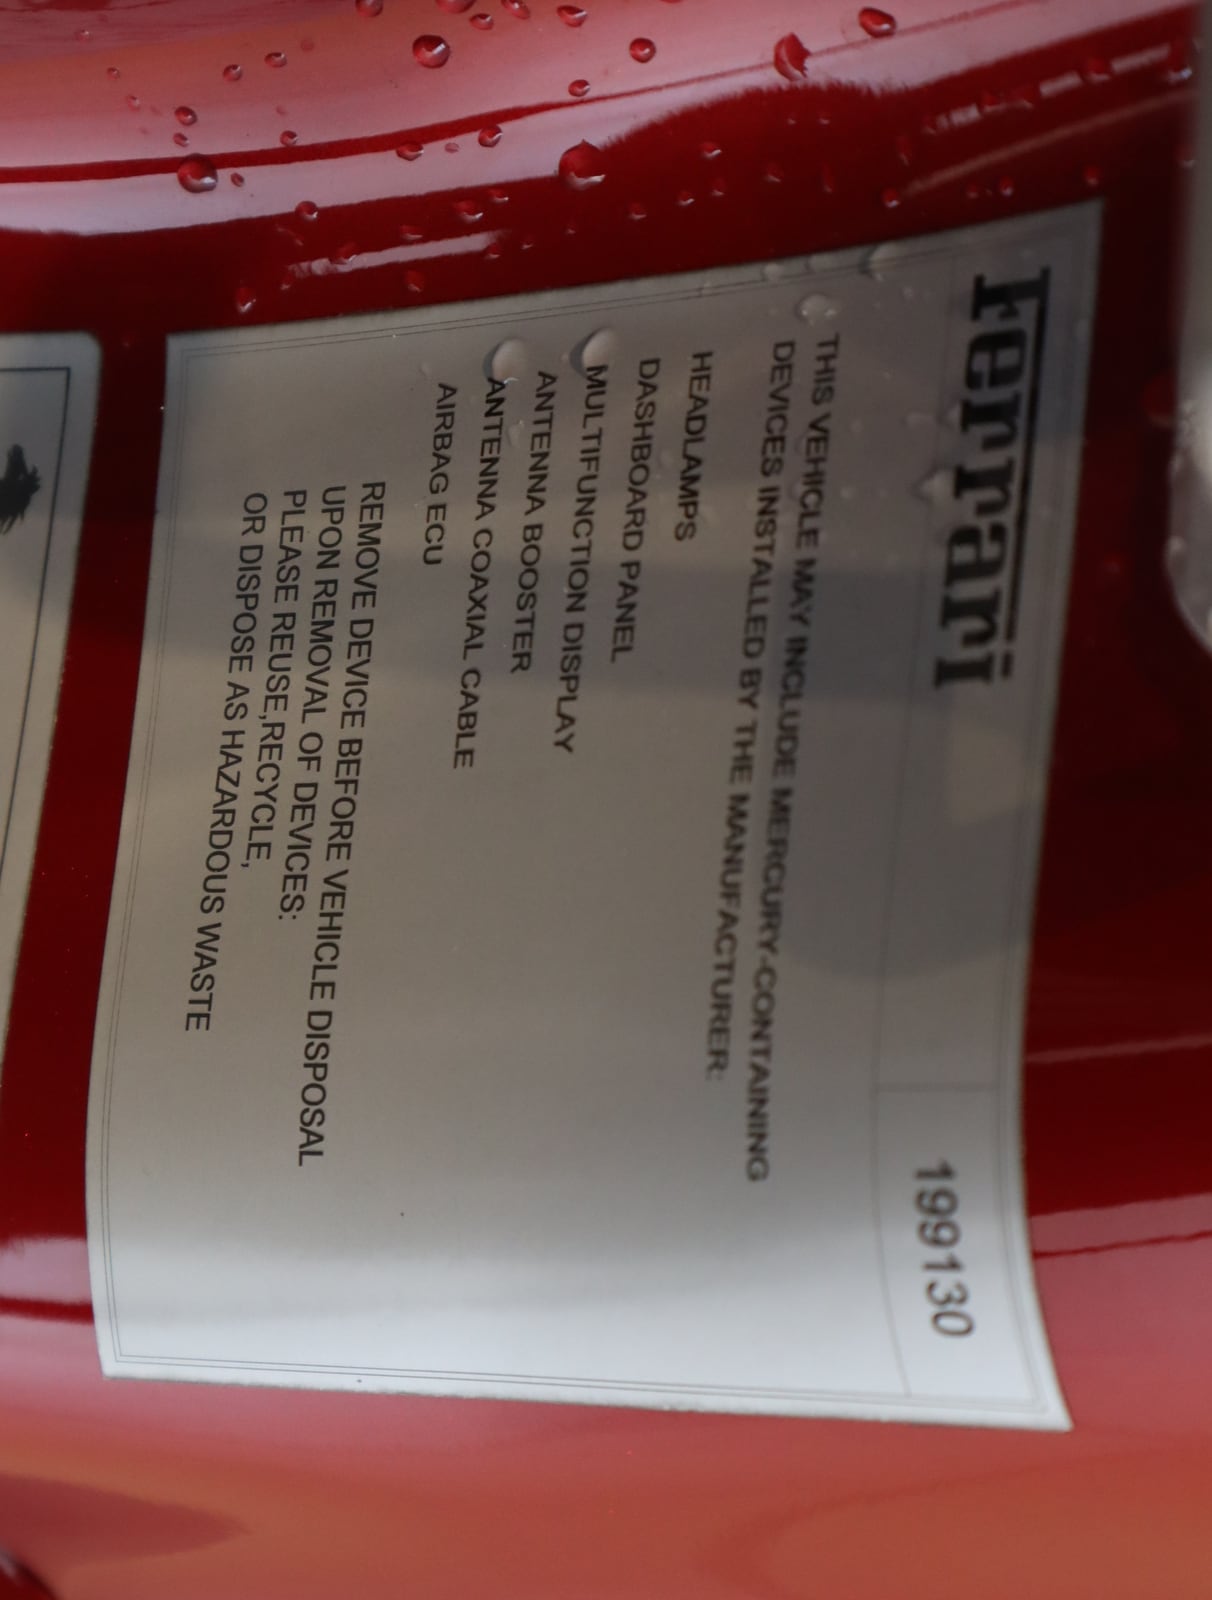 Ferrari
199130
THIS VEHICLE MAY INCLUDE MERCURY-CONTAINING
DEVICES INSTALLED BY THE MANUFACTURER:
HEADLAMPS
DASHBOARD PANEL
MULTIFUNCTION DISPLAY
ANTENNA BOOSTER
ANTENNA COAXIAL CABLE
AIRBAG ECU
REMOVE DEVICE BEFORE VEHICLE DISPOSAL
UPON REMOVAL OF DEVICES:
PLEASE REUSE,RECYCLE,
OR DISPOSE AS HAZARDOUS WASTE